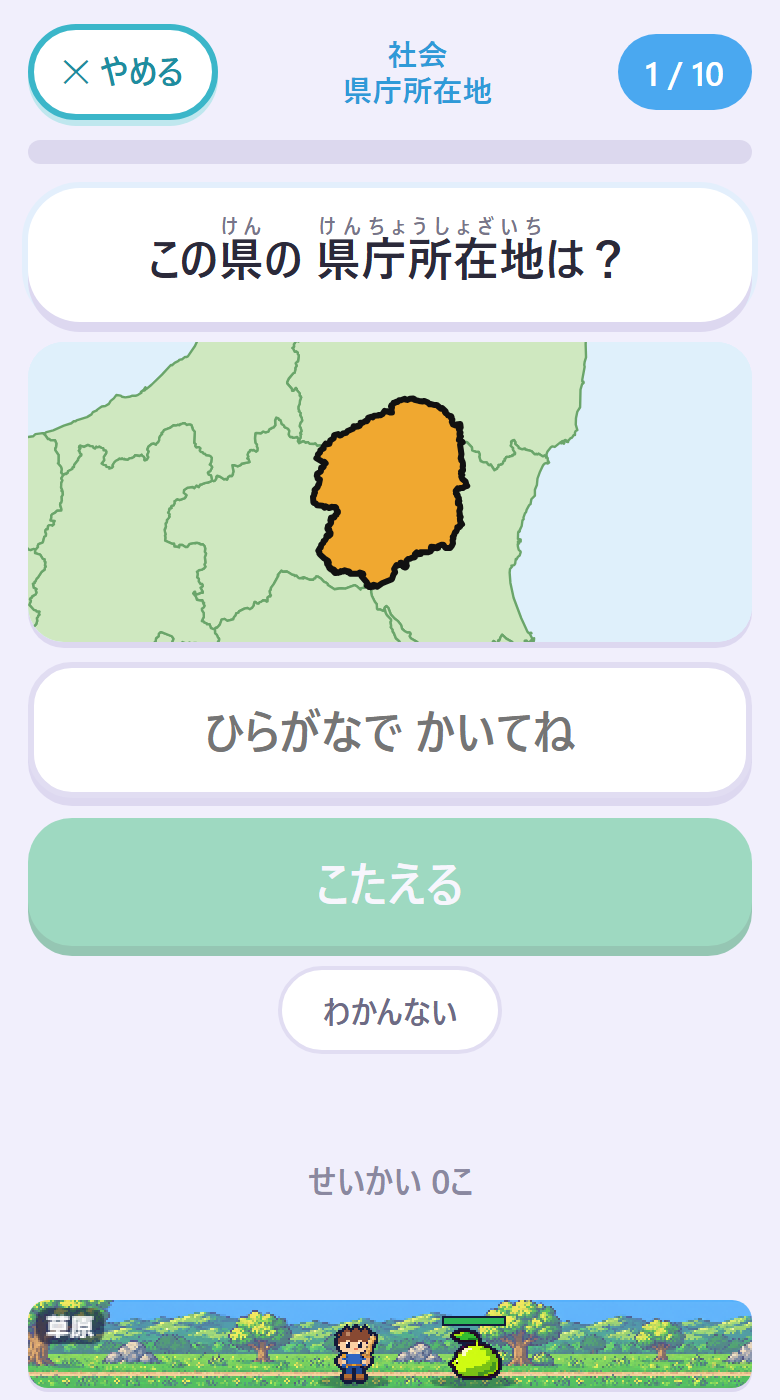 × やめる
社会
県庁所在地
1 / 10
けん けんちょうしょざいち
この県の 県庁所在地は？
ひらがなで かいてね
こたえる
わかんない
せいかい 0こ
草原